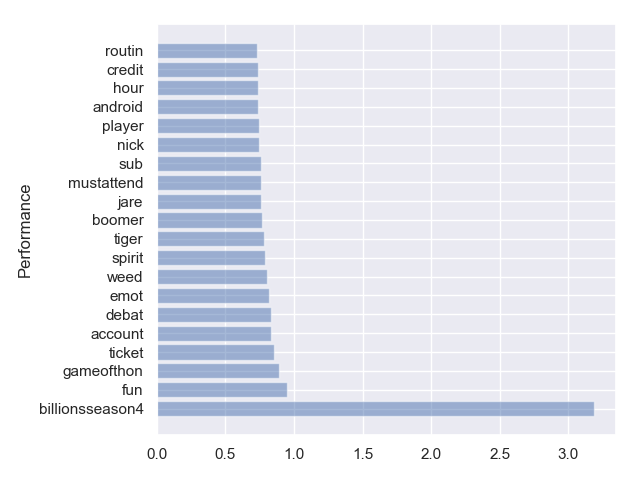 routin
credit
hour
android
player
nick
sub
mustattend
jare
boomer
tiger
spirit
weed
emot
debat
account
ticket
gameofthon
fun
billionsseason4
Performance
0.0 0.5 1.0 1.5 2.0 2.5 3.0